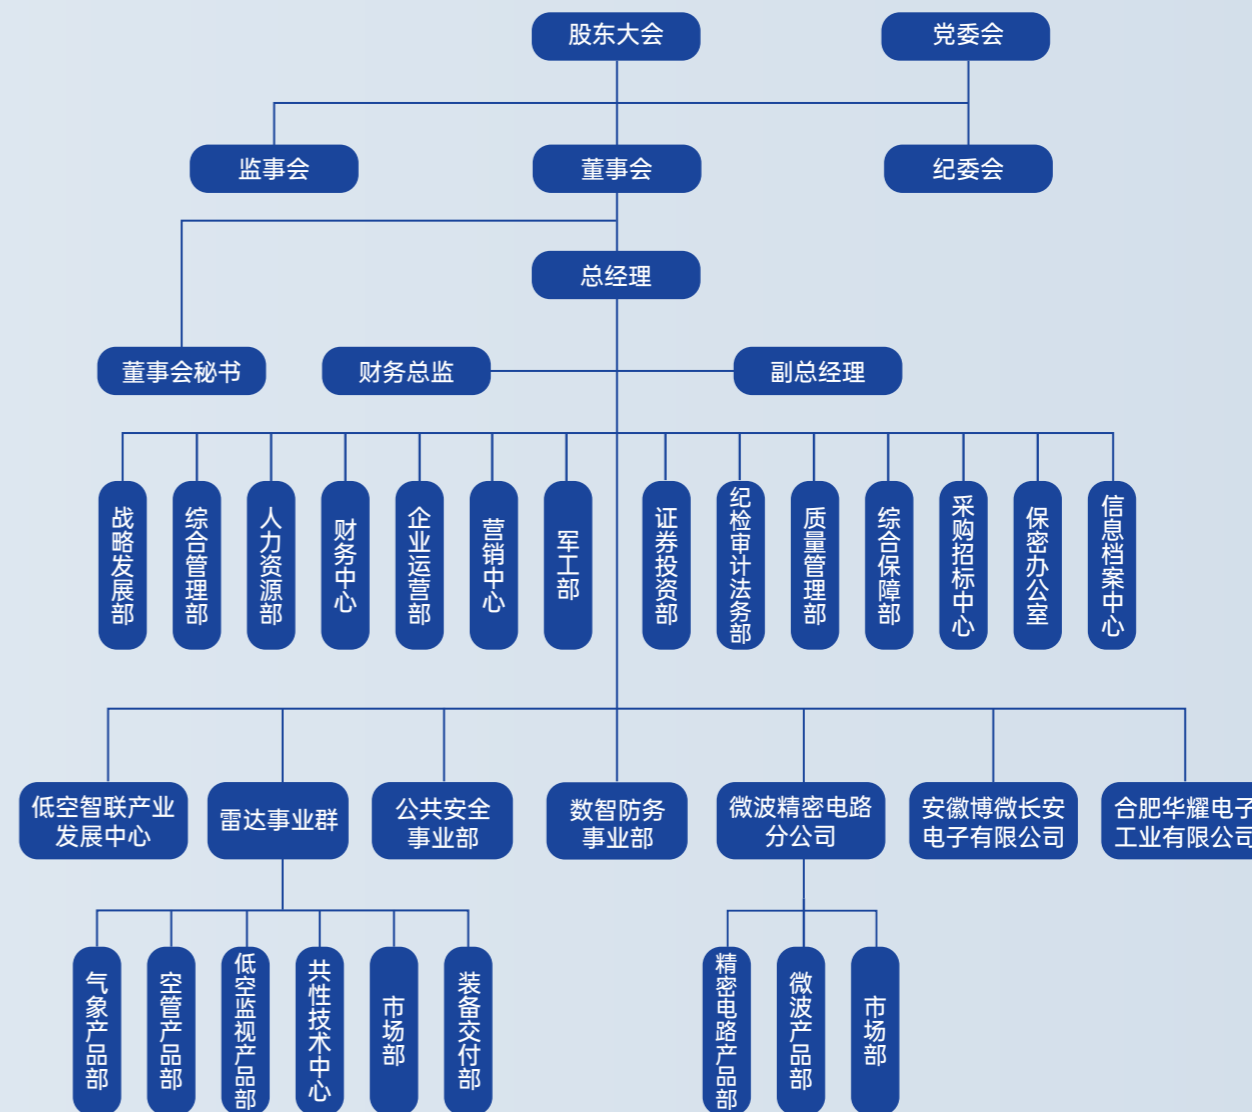 股东大会
党委会
监事会
董事会
纪委会
总经理
董事会秘书
财务总监
副总经理
战略发展部
综合管理部
人力资源部
财务中心
企业运营部
营销中心
军工部
证券投资部
纪检审计法务部
质量管理部
综合保障部
采购招标中心
保密办公室
信息档案中心
低空智联产业
发展中心
雷达事业群
公共安全
事业部
数智防务
事业部
微波精密电路
分公司
安徽博微长安
电子有限公司
合肥华耀电子
工业有限公司
气象产品部
空管产品部
低空监视产品部
共性技术中心
市场部
装备交付部
精密电路产品部
微波产品部
市场部